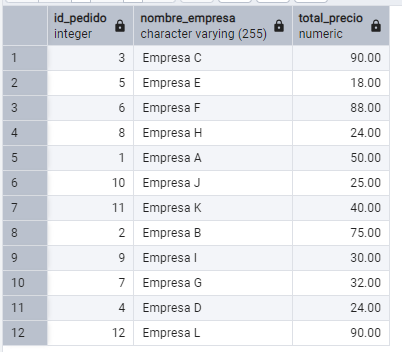 id_pedido nombre_empresa total_precio
integer character varying (255) numeric
1 3 Empresa C 90.00
2 5 Empresa E 18.00
3 6 Empresa F 88.00
4 8 Empresa H 24.00
5 1 Empresa A 50.00
6 10 Empresa J 25.00
7 11 Empresa K 40.00
8 2 Empresa B 75.00
9 9 Empresa I 30.00
10 7 Empresa G 32.00
11 4 Empresa D 24.00
12 12 Empresa L 90.00